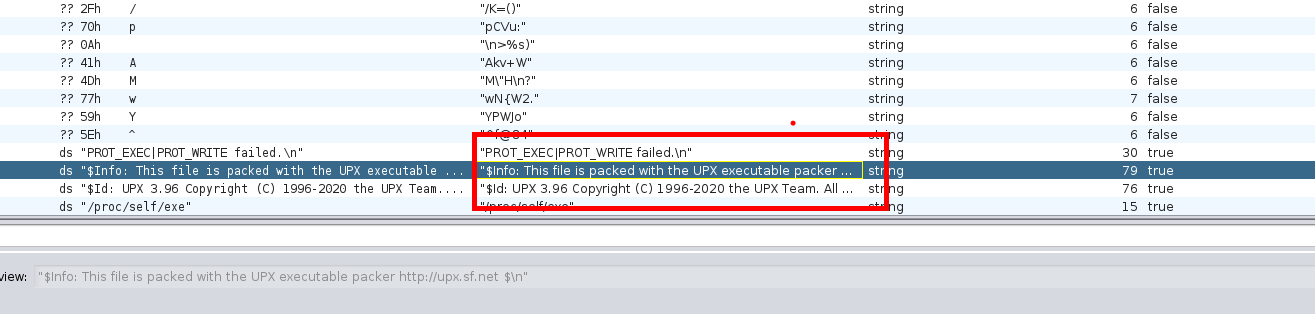 ?? 2Fh / "/K=()" string 6 false
?? 70h p "pCVu:" string 6 false
?? 0Ah "\n>%s)" string 6 false
?? 41h A "Akv+W" string 6 false
?? 4Dh M "M\"H\n?" string 6 false
?? 77h w "wN{W2." string 7 false
?? 59h Y "YPWJo" string 6 false
?? 5Eh ^ string 6 false
ds "PROT_EXEC|PROT_WRITE failed.\n" "PROT_EXEC|PROT_WRITE failed.\n" string 30 true
ds "$Info: This file is packed with the UPX executable ... "$Info: This file is packed with the UPX executable packer ... string 79 true
ds "$Id: UPX 3.96 Copyright (C) 1996-2020 the UPX Team.... "$Id: UPX 3.96 Copyright (C) 1996-2020 the UPX Team. All ... string 76 true
ds "/proc/self/exe" "/proc/self/exe" string 15 true
view: "$Info: This file is packed with the UPX executable packer http://upx.sf.net $\n"